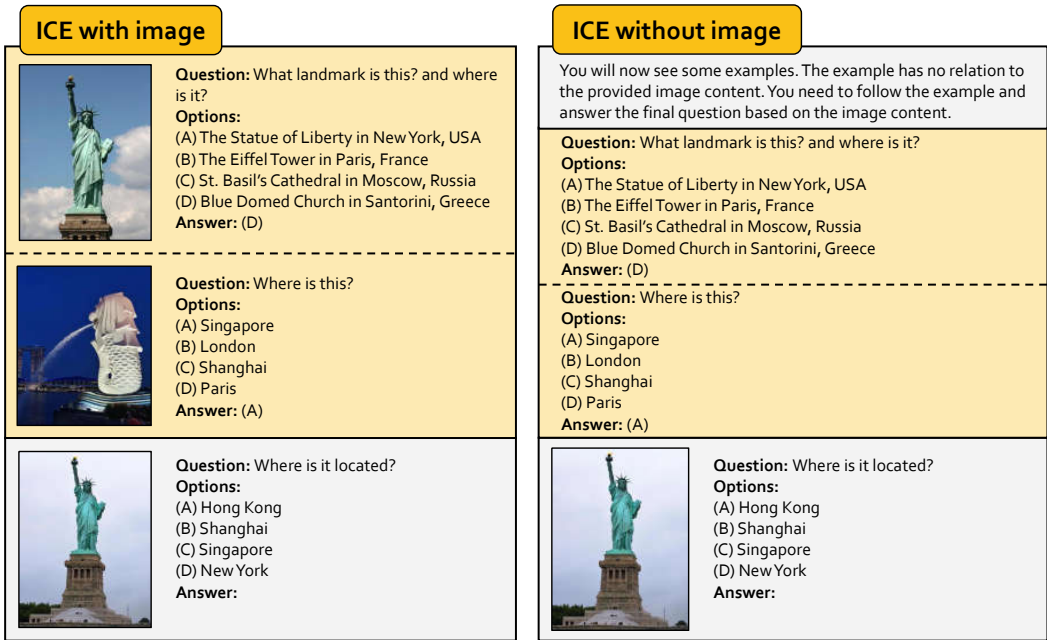 ICE with image
Question: What landmark is this? and where
is it?
Options:
(A) The Statue of Liberty in New York, USA
(B) The Eiffel Tower in Paris, France
(C) St. Basil's Cathedral in Moscow, Russia
(D) Blue Domed Church in Santorini, Greece
Answer: (D)
Question: Where is this?
Options:
(A) Singapore
(B) London
(C) Shanghai
(D) Paris
Answer: (A)
Question: Where is it located?
Options:
(A) Hong Kong
(B) Shanghai
(C) Singapore
(D) New York
Answer:
ICE without image
You will now see some examples. The example has no relation to
the provided image content. You need to follow the example and
answer the final question based on the image content.
Question: What landmark is this? and where is it?
Options:
(A) The Statue of Liberty in New York, USA
(B) The Eiffel Tower in Paris, France
(C) St. Basil's Cathedral in Moscow, Russia
(D) Blue Domed Church in Santorini, Greece
Answer: (D)
Question: Where is this?
Options:
(A) Singapore
(B) London
(C) Shanghai
(D) Paris
Answer: (A)
Question: Where is it located?
Options:
(A) Hong Kong
(B) Shanghai
(C) Singapore
(D) New York
Answer: